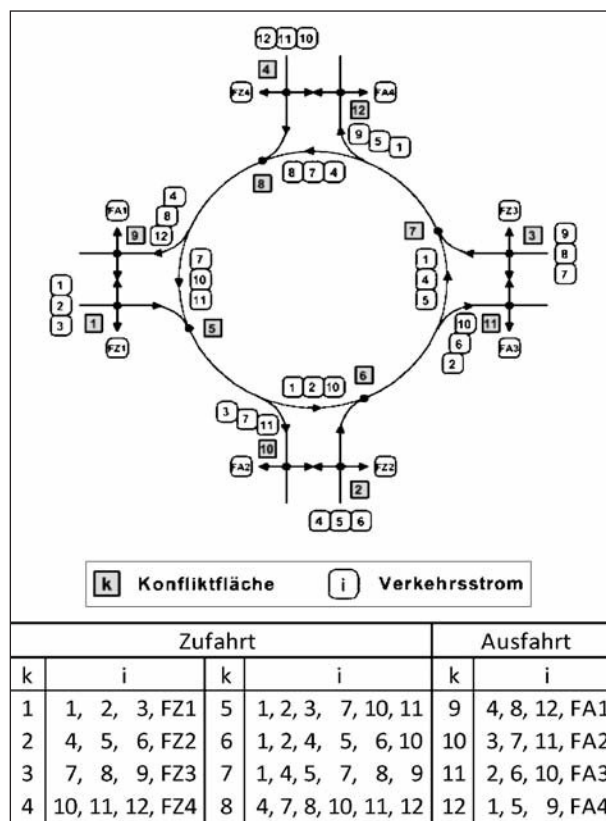 12 11 10
4
FZ4
FA4
12
9 5 1
8 7 4
8
4
8
12
FA1
9
7
FZ3
3
9
8
7
1
2
3
7
10
11
1
4
5
1
FZ1
5
10
6
2
11
FA3
1 2 10
6
3 7 11
10
FA2
FZ2
2
4 5 6
k Konfliktfläche i Verkehrsstrom
Zufahrt Ausfahrt
k i k i k i
1 1, 2, 3, FZ1 5 1, 2, 3, 7, 10, 11 9 4, 8, 12, FA1
2 4, 5, 6, FZ2 6 1, 2, 4, 5, 6, 10 10 3, 7, 11, FA2
3 7, 8, 9, FZ3 7 1, 4, 5, 7, 8, 9 11 2, 6, 10, FA3
4 10, 11, 12, FZ4 8 4, 7, 8, 10, 11, 12 12 1, 5, 9, FA4